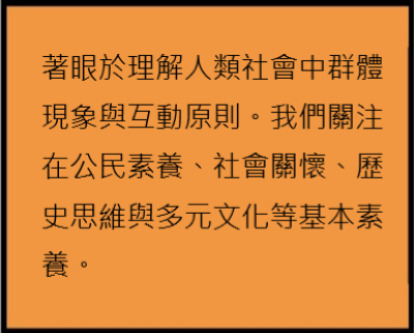 著眼於理解人類社會中群體
現象與互動原則。我們關注
在公民素養、社會關懷、歷
史思維與多元文化等基本素
養。